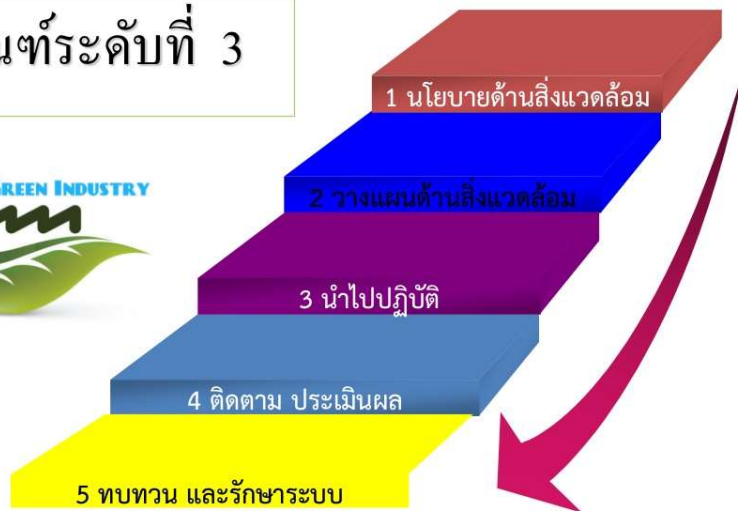 ณฑ์ระดับที่ 3
1 นโยบายด้านสิ่งแวดล้อม
GREEN INDUSTRY
2 วางแผนด้านสิ่งแวดล้อม
3 นำไปปฏิบัติ
4 ติดตาม ประเมินผล
5 ทบทวน และรักษาระบบ